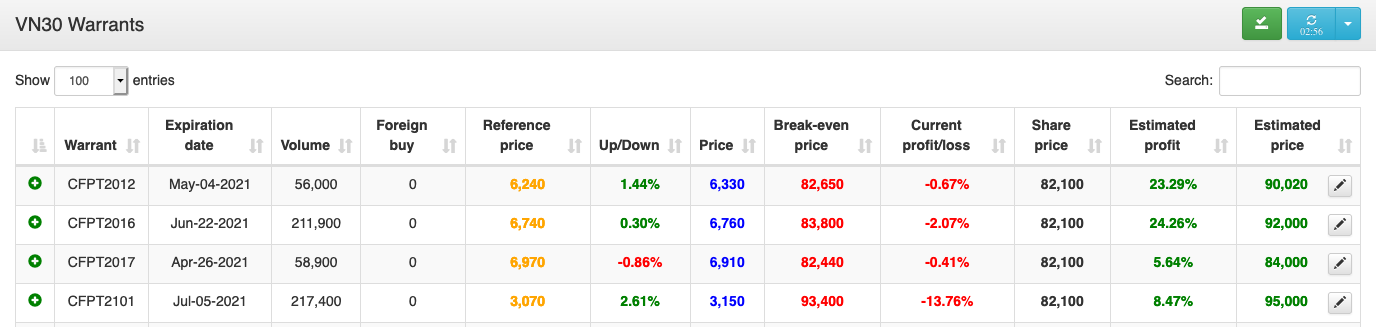 VN30 Warrants
02:56
Show 100 entries
Search:
Warrant Expiration date Volume Foreign buy Reference price Up/Down Price Break-even price Current profit/loss Share price Estimated profit Estimated price
CFPT2012 May-04-2021 56,000 0 6,240 1.44% 6,330 82,650 -0.67% 82,100 23.29% 90,020
CFPT2016 Jun-22-2021 211,900 0 6,740 0.30% 6,760 83,800 -2.07% 82,100 24.26% 92,000
CFPT2017 Apr-26-2021 58,900 0 6,970 -0.86% 6,910 82,440 -0.41% 82,100 5.64% 84,000
CFPT2101 Jul-05-2021 217,400 0 3,070 2.61% 3,150 93,400 -13.76% 82,100 8.47% 95,000